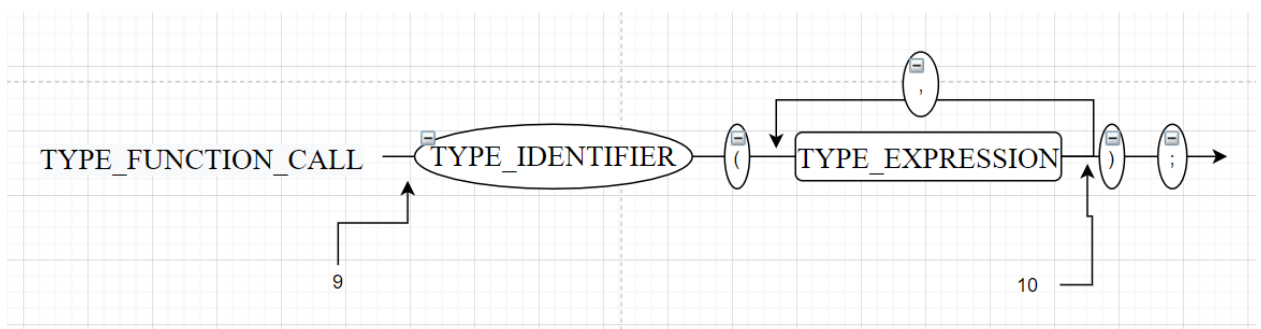 ,
TYPE_FUNCTION_CALL TYPE_IDENTIFIER ( TYPE_EXPRESSION ) ;
9
10